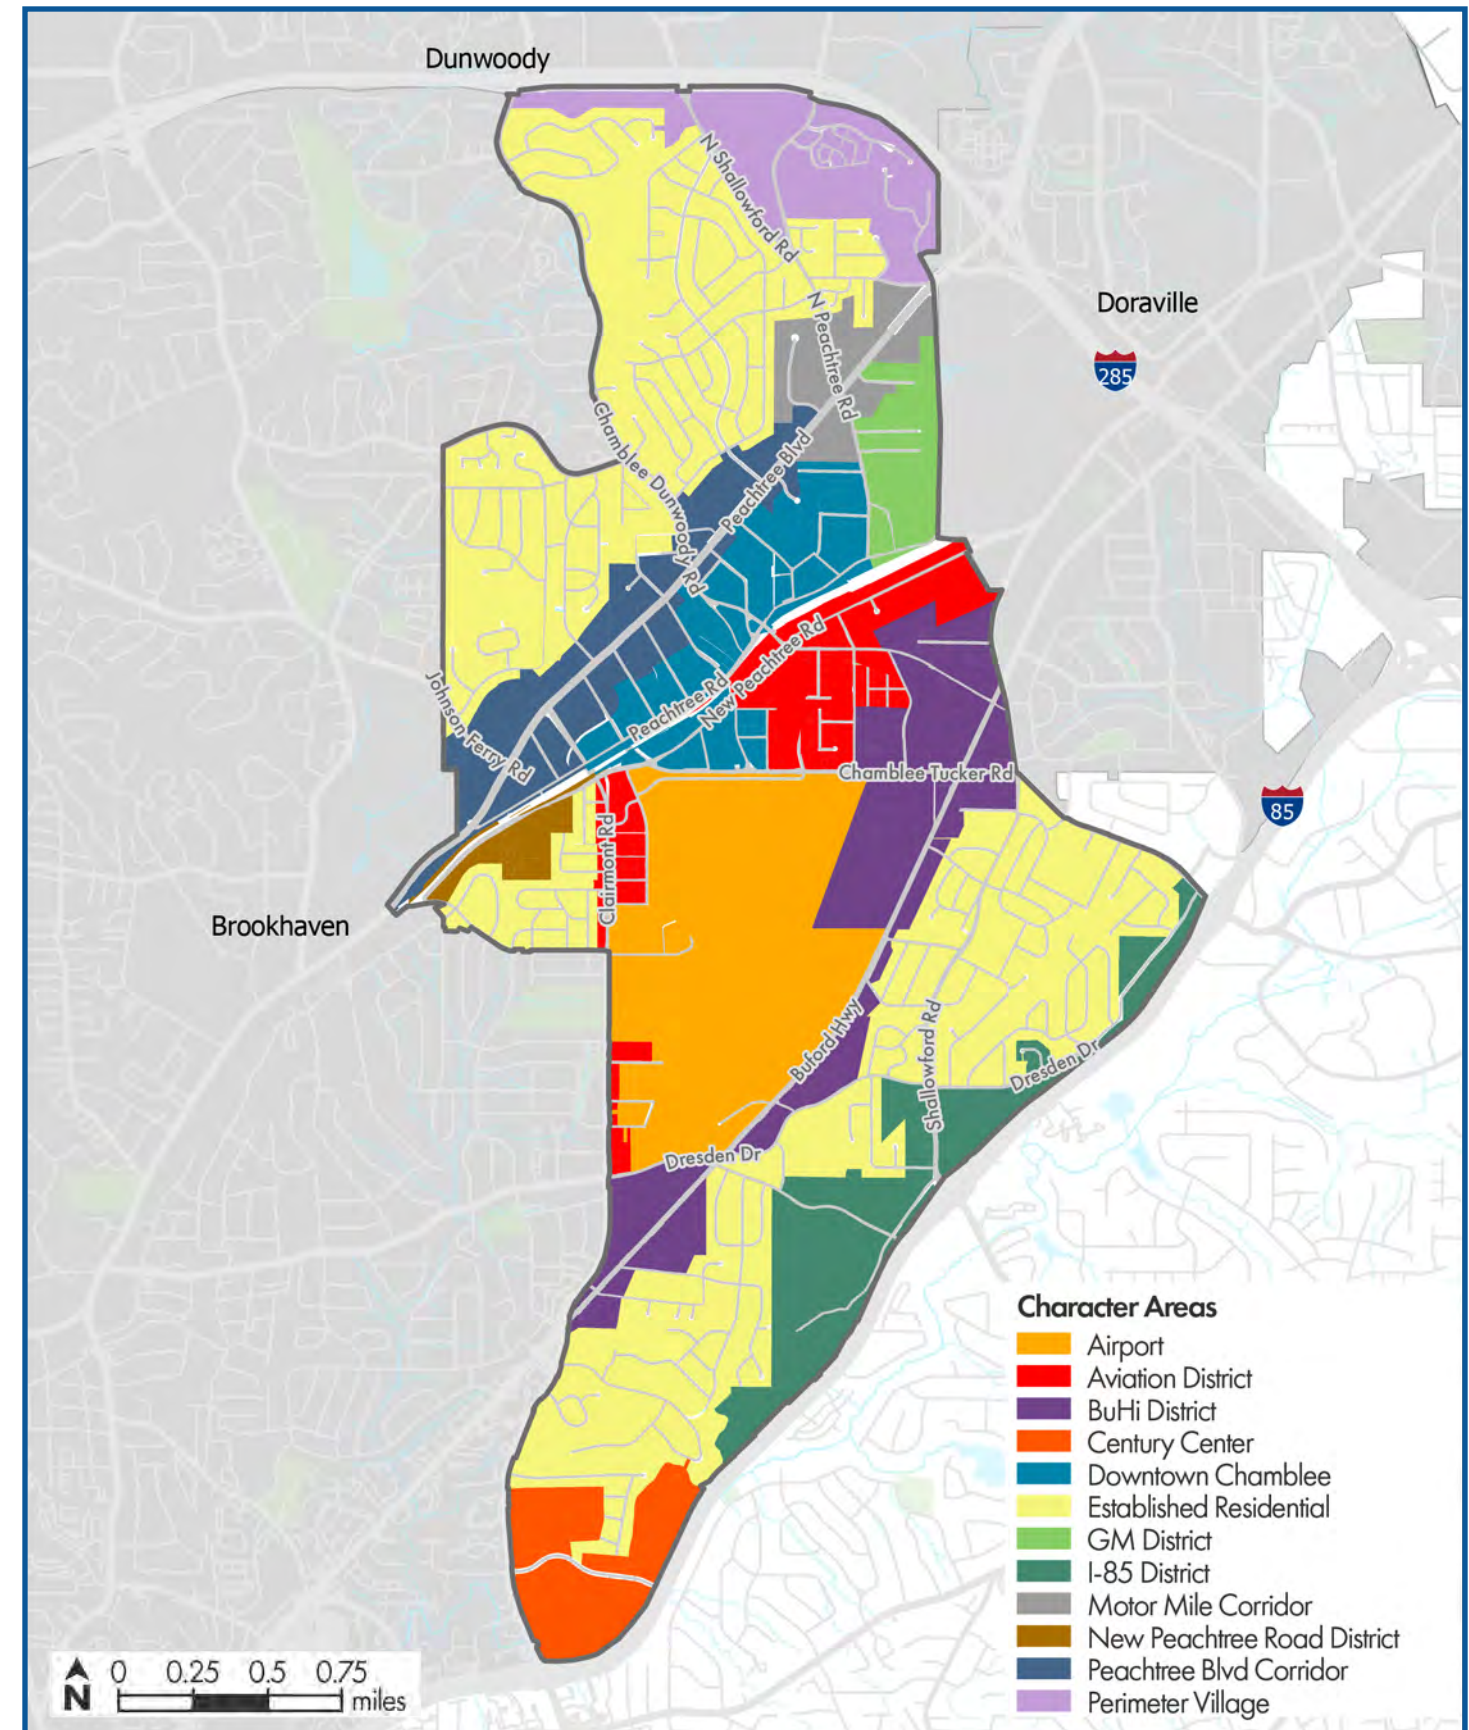 Dunwoody
N Shallowford Rd
Doraville
N Peachtree Rd
285
Chamblee Dunwoody Rd
Peachtree Blvd
New Peachtree Rd
Peachtree Rd
Johnson Ferry Rd
Chamblee Tucker Rd
85
Clairmont Rd
Brookhaven
Buford Hwy
Shallowford Rd
Dresden Dr
Dresden Dr
Character Areas
Airport
Aviation District
BuHi District
Century Center
Downtown Chamblee
Established Residential
GM District
I-85 District
Motor Mile Corridor
New Peachtree Road District
Peachtree Blvd Corridor
Perimeter Village
N
0 0.25 0.5 0.75
miles